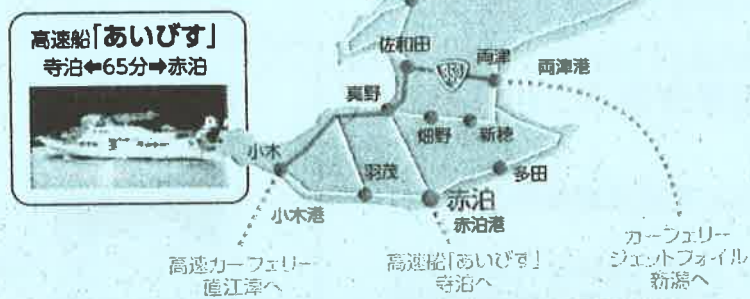 高速船「あいびす」
寺泊⬅65分➡赤泊
佐和田
350
両津
両津港
真野
畑野
新穂
小木
羽茂
多田
赤泊
小木港
赤泊港
高速カーフェリー
直江津へ
高速船「あいびす」
寺泊へ
カーフェリー
ジェットフォイル
新潟へ